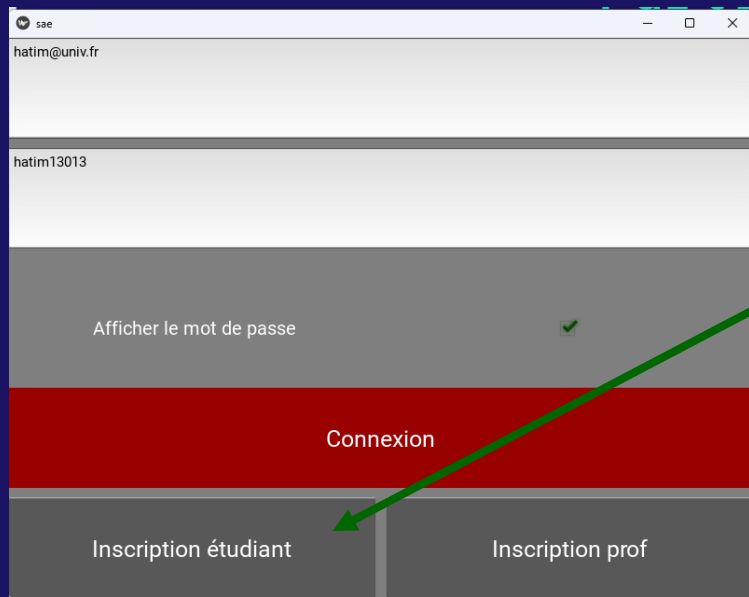 sae
hatim@univ.fr
hatim13013
Afficher le mot de passe
Connexion
Inscription étudiant
Inscription prof